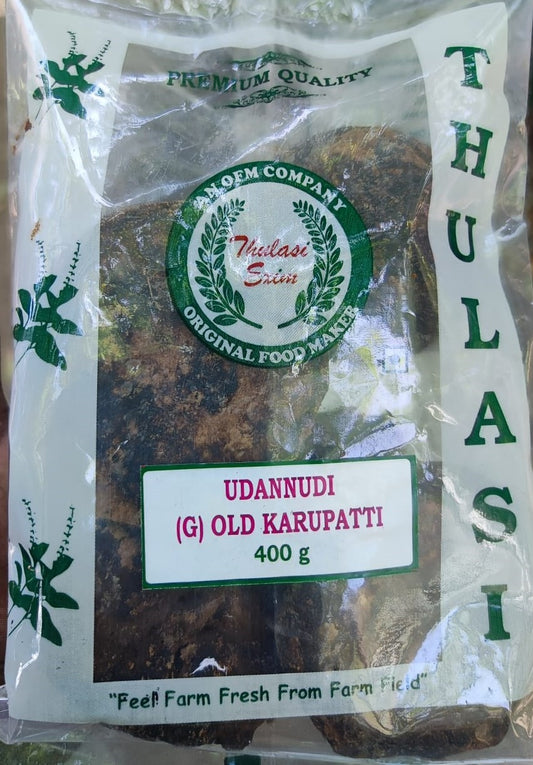 PREMIUM QUALITY
AN OEM COMPANY
Thulasi
Exim
ORIGINAL FOOD MAKER
THULASI
UDANNUDI
(G) OLD KARUPATTI
400 g
"Feel Farm Fresh From Farm Field"